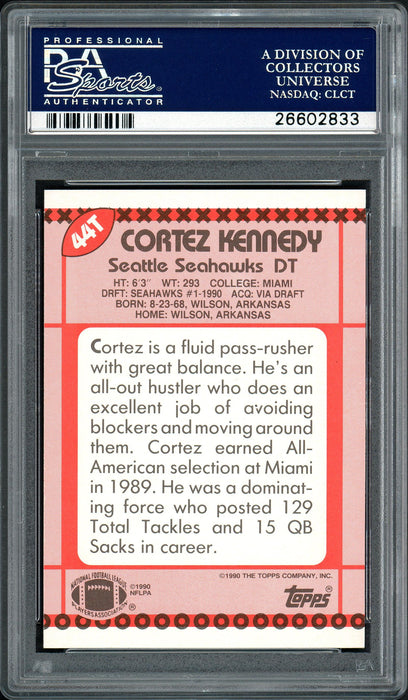 PROFESSIONAL
PSA
Sports
AUTHENTICATOR
A DIVISION OF
COLLECTORS
UNIVERSE
NASDAQ: CLCT
26602833
44T
CORTEZ KENNEDY
Seattle Seahawks DT
HT: 6'3" WT: 293 COLLEGE: MIAMI
DRFT: SEAHAWKS #1-1990 ACQ: VIA DRAFT
BORN: 8-23-68, WILSON, ARKANSAS
HOME: WILSON, ARKANSAS
Cortez is a fluid pass-rusher
with great balance. He's an
all-out hustler who does an
excellent job of avoiding
blockers and moving around
them. Cortez earned All-
American selection at Miami
in 1989. He was a dominat-
ing force who posted 129
Total Tackles and 15 QB
Sacks in career.
NATIONAL FOOTBALL LEAGUE
PLAYERS ASSOCIATION
®
©1990
NFLPA
©1990 THE TOPPS COMPANY, INC.
topps®